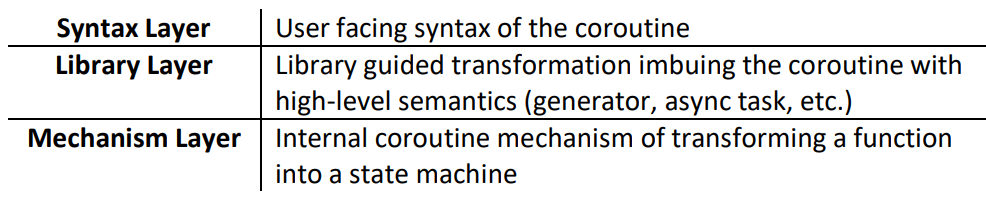 Syntax Layer User facing syntax of the coroutine
Library Layer Library guided transformation imbuing the coroutine with
high-level semantics (generator, async task, etc.)
Mechanism Layer Internal coroutine mechanism of transforming a function
into a state machine